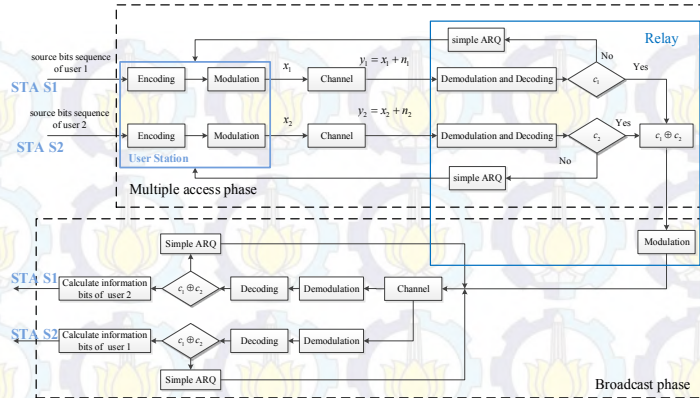 simple ARQ
Relay
source bits sequence
of user 1
STA S1
Encoding
Modulation
x₁
Channel
y₁ = x₁ + n₁
Demodulation and Decoding
c₁
No
Yes
source bits sequence
of user 2
STA S2
Encoding
Modulation
x₂
Channel
y₂ = x₂ + n₂
Demodulation and Decoding
c₂
Yes
No
c₁ ⊕ c₂
User Station
simple ARQ
Multiple access phase
Modulation
Simple ARQ
STA S1
Calculate information
bits of user 2
c₁ ⊕ c₂
Decoding
Demodulation
Channel
STA S2
Calculate information
bits of user 1
c₁ ⊕ c₂
Decoding
Demodulation
Simple ARQ
Broadcast phase